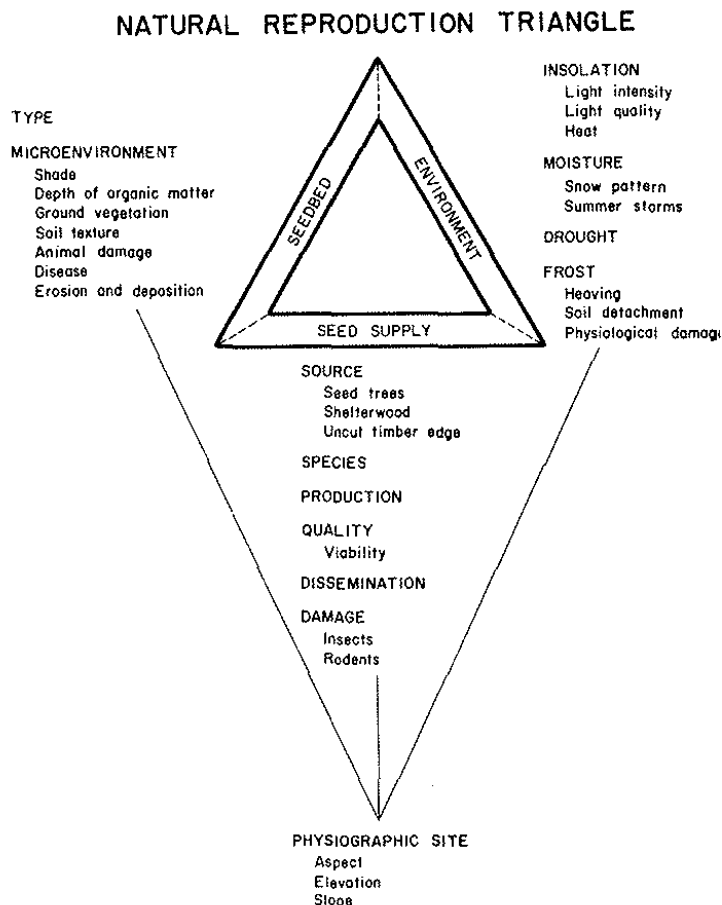 NATURAL REPRODUCTION TRIANGLE
TYPE
MICROENVIRONMENT
Shade
Depth of organic matter
Ground vegetation
Soil texture
Animal damage
Disease
Erosion and deposition
SEEDBED
ENVIRONMENT
SEED SUPPLY
INSOLATION
Light intensity
Light quality
Heat
MOISTURE
Snow pattern
Summer storms
DROUGHT
FROST
Heaving
Soil detachment
Physiological damage
SOURCE
Seed trees
Shelterwood
Uncut timber edge
SPECIES
PRODUCTION
QUALITY
Viability
DISSEMINATION
DAMAGE
Insects
Rodents
PHYSIOGRAPHIC SITE
Aspect
Elevation
Slope